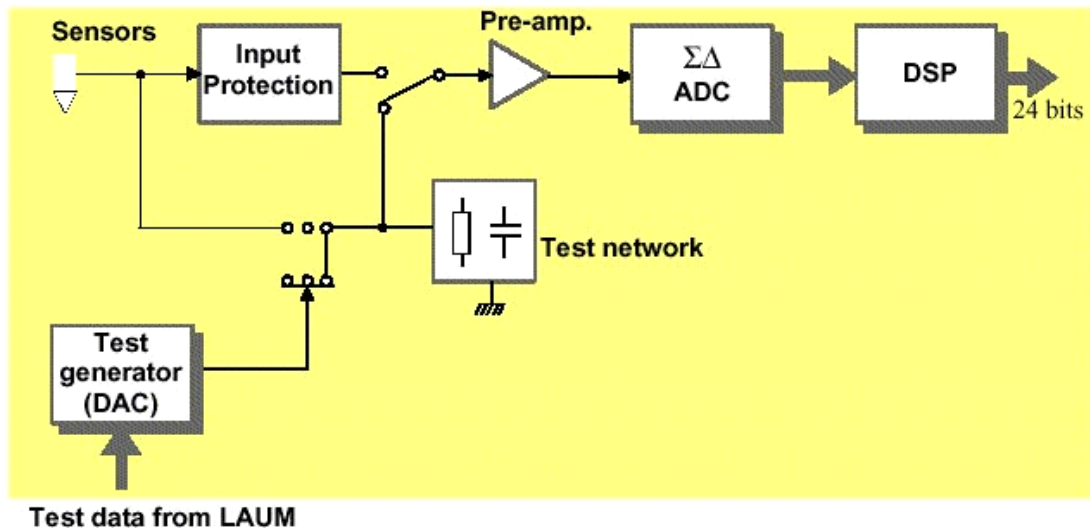 Sensors
Input
Protection
Pre-amp.
ΣΔ
ADC
DSP
24 bits
Test network
Test
generator
(DAC)
Test data from LAUM